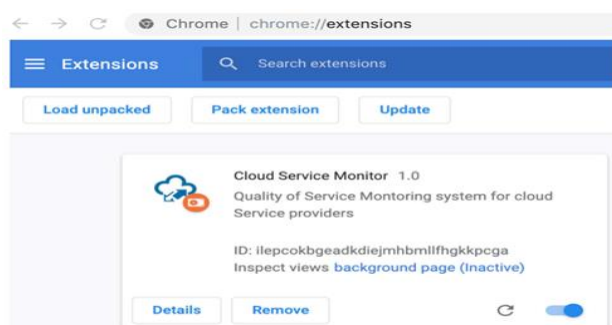 Chrome | chrome://extensions
Extensions
Search extensions
Load unpacked Pack extension Update
Cloud Service Monitor 1.0
Quality of Service Montoring system for cloud
Service providers
ID: ilepcokbgeadkdiejmhbmllfhgkkpcga
Inspect views background page (Inactive)
Details Remove